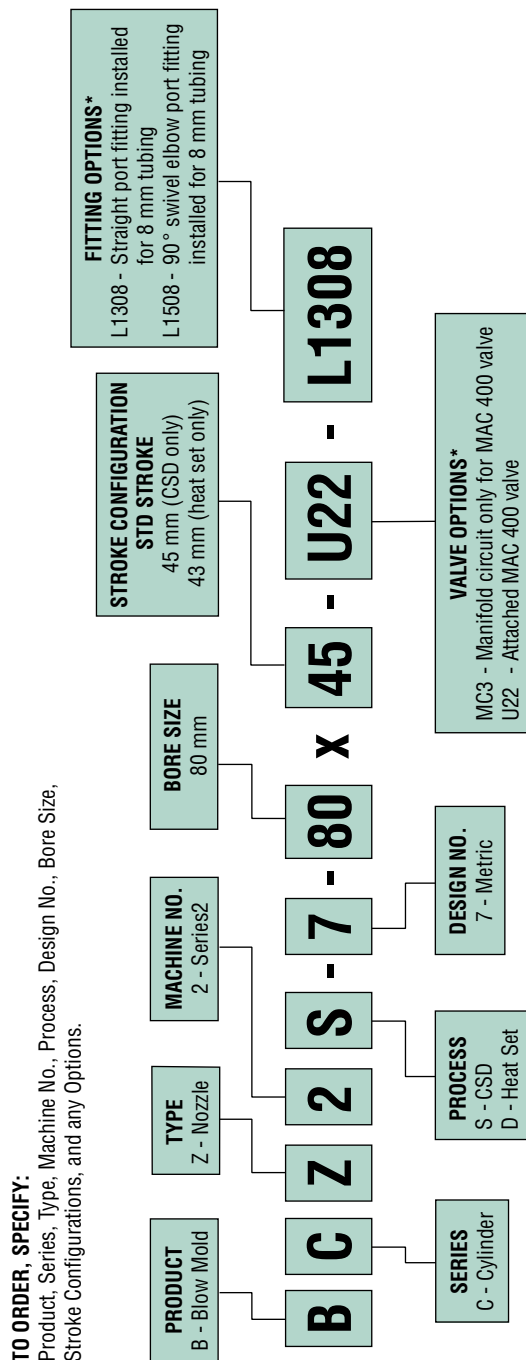 TO ORDER, SPECIFY:
Product, Series, Type, Machine No., Process, Design No., Bore Size,
Stroke Configurations, and any Options.
PRODUCT
B - Blow Mold
TYPE
Z - Nozzle
MACHINE NO.
2 - Series2
BORE SIZE
80 mm
STROKE CONFIGURATION
STD STROKE
45 mm (CSD only)
43 mm (heat set only)
FITTING OPTIONS*
L1308 - Straight port fitting installed
for 8 mm tubing
L1508 - 90° swivel elbow port fitting
installed for 8 mm tubing
B C Z 2 S - 7 - 80 x 45 - U22 - L1308
SERIES
C - Cylinder
PROCESS
S - CSD
D - Heat Set
DESIGN NO.
7 - Metric
VALVE OPTIONS*
MC3 - Manifold circuit only for MAC 400 valve
U22 - Attached MAC 400 valve